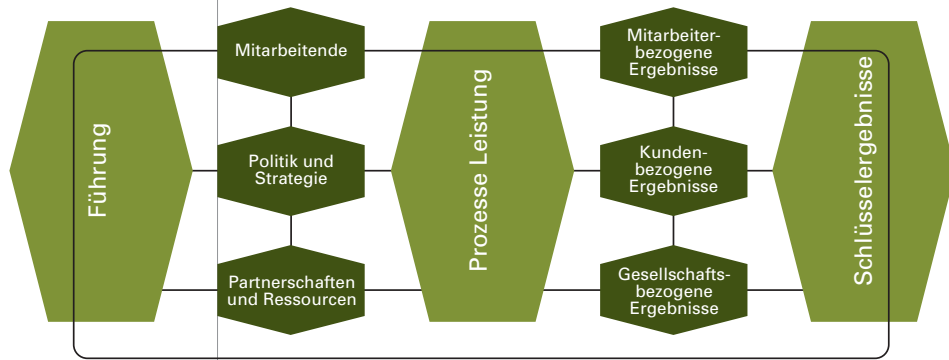 Führung
Mitarbeitende
Politik und
Strategie
Partnerschaften
und Ressourcen
Prozesse Leistung
Mitarbeiter-
bezogene
Ergebnisse
Kunden-
bezogene
Ergebnisse
Gesellschafts-
bezogene
Ergebnisse
Schlüsselergebnisse